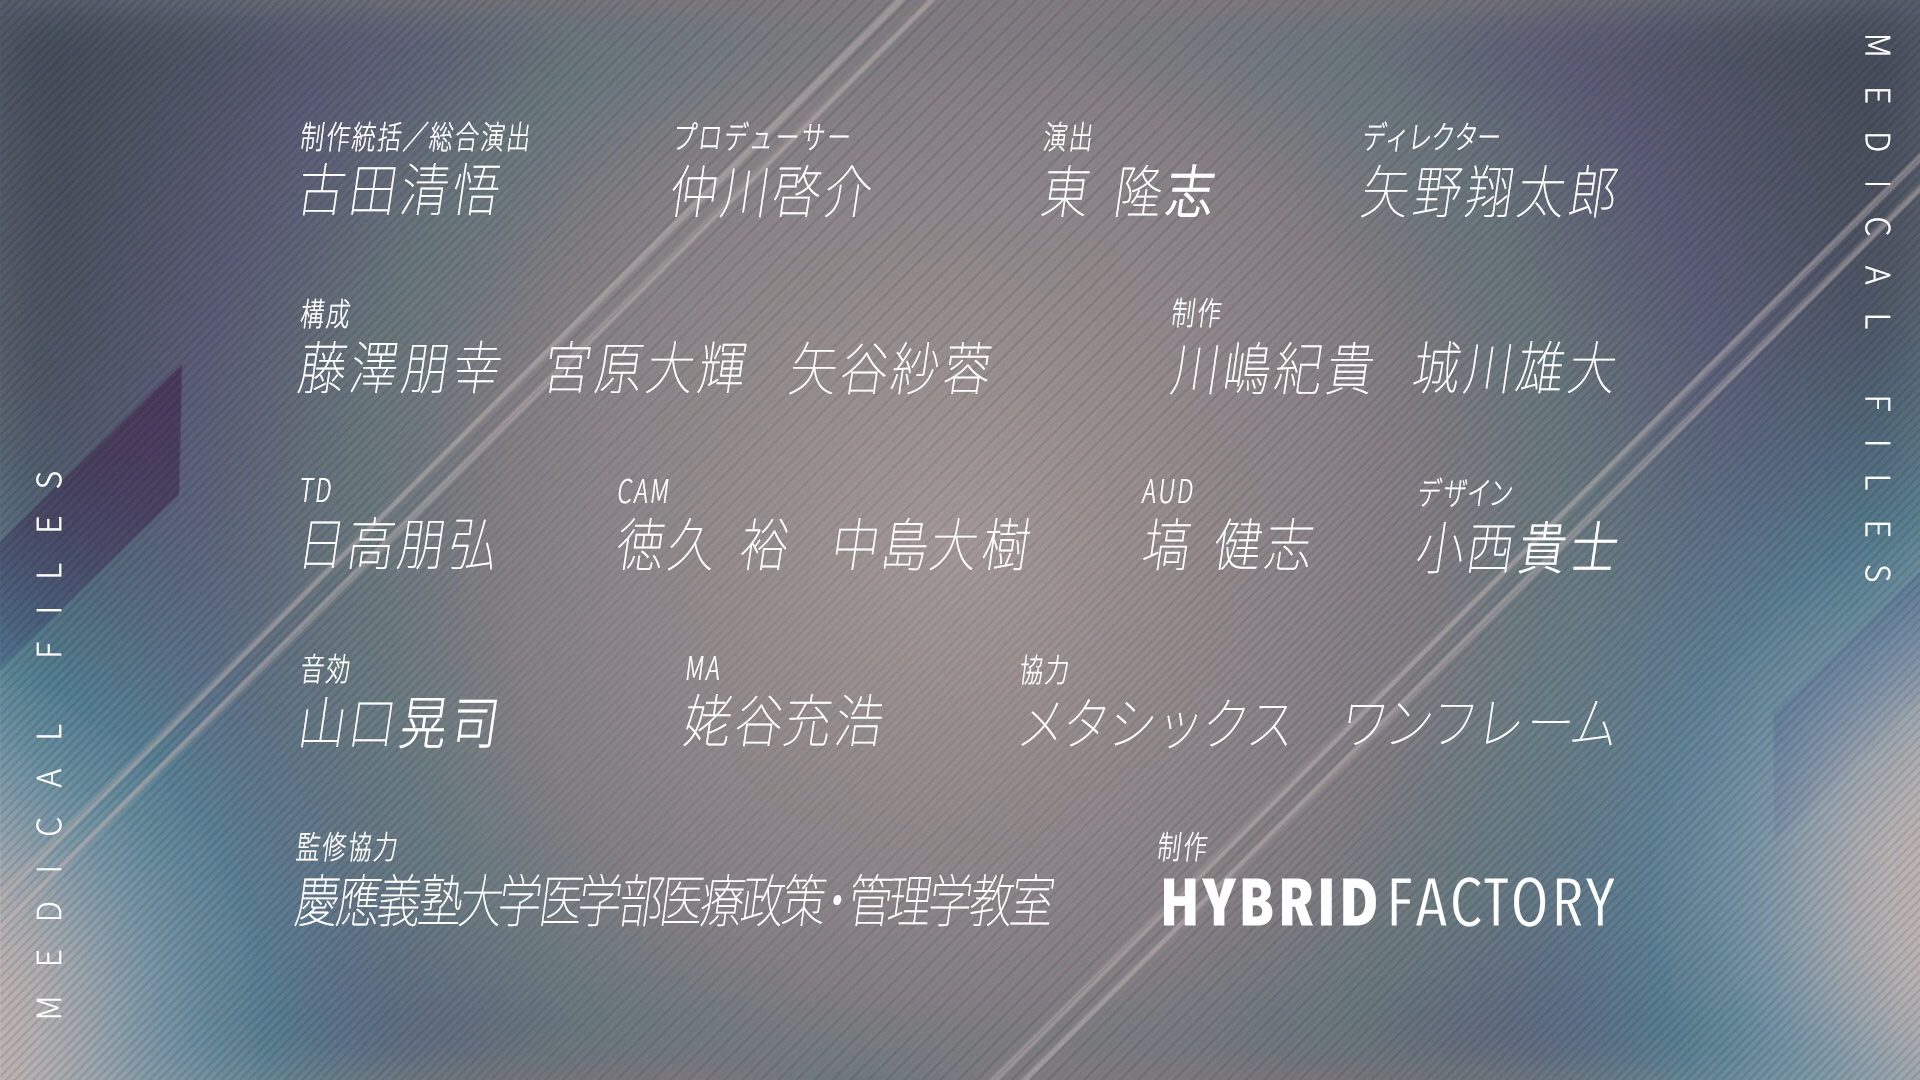 制作統括／総合演出 プロデューサー 演出 ディレクター
古田清悟 仲川啓介 東 隆志 矢野翔太郎
構成 制作
藤澤朋幸 宮原大輝 矢谷紗蓉 川嶋紀貴 城川雄大
TD CAM AUD デザイン
日高朋弘 徳久 裕 中島大樹 塙 健志 小西貴士
音効 MA 協力
山口晃司 姥谷充浩 メタシックス ワンフレーム
監修協力 制作
慶應義塾大学医学部医療政策・管理学教室 HYBRID FACTORY
MEDICAL FILES
MEDICAL FILES